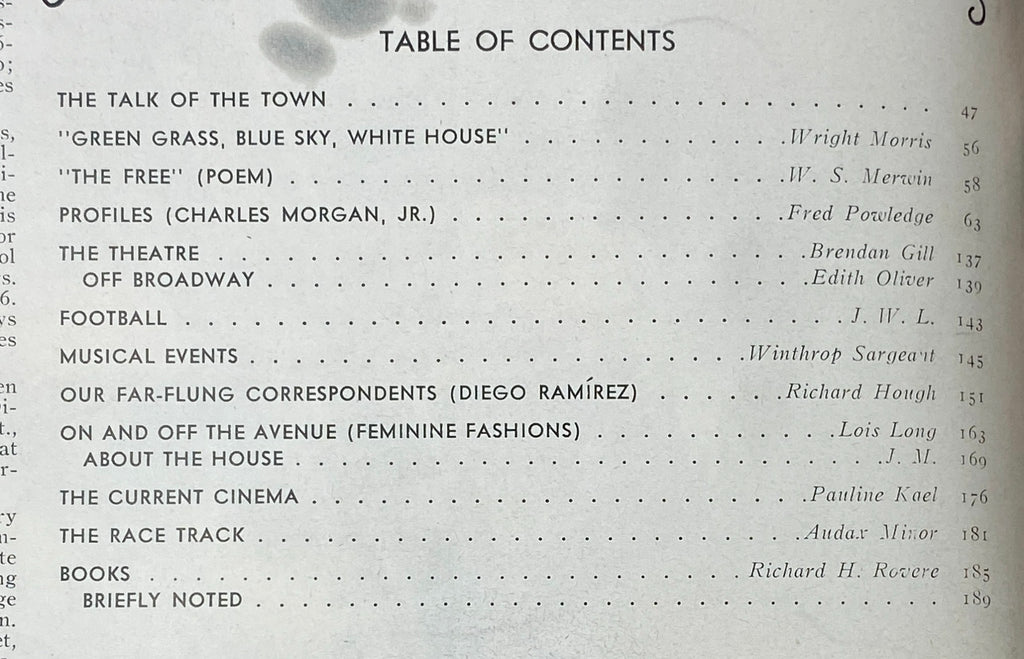 TABLE OF CONTENTS
THE TALK OF THE TOWN . . . . . . . . . . . . . . . . . . . . . . . . . . . . 47
"GREEN GRASS, BLUE SKY, WHITE HOUSE" . . . . . . . . . . . . . Wright Morris 56
"THE FREE" (POEM) . . . . . . . . . . . . . . . . . . . . . . . . W. S. Merwin 58
PROFILES (CHARLES MORGAN, JR.) . . . . . . . . . . . . . . . . Fred Powledge 63
THE THEATRE . . . . . . . . . . . . . . . . . . . . . . . . . . . . Brendan Gill 137
OFF BROADWAY . . . . . . . . . . . . . . . . . . . . . . . . . . Edith Oliver 139
FOOTBALL . . . . . . . . . . . . . . . . . . . . . . . . . . . . . . . J. W. L. 143
MUSICAL EVENTS . . . . . . . . . . . . . . . . . . . . . . . Winthrop Sargeant 145
OUR FAR-FLUNG CORRESPONDENTS (DIEGO RAMÍREZ) . . . . . . Richard Hough 151
ON AND OFF THE AVENUE (FEMININE FASHIONS) . . . . . . . . . . . Lois Long 163
ABOUT THE HOUSE . . . . . . . . . . . . . . . . . . . . . . . . . . . . J. M. 169
THE CURRENT CINEMA . . . . . . . . . . . . . . . . . . . . . . . Pauline Kael 176
THE RACE TRACK . . . . . . . . . . . . . . . . . . . . . . . . . . Audax Minor 181
BOOKS . . . . . . . . . . . . . . . . . . . . . . . . . . . . Richard H. Rovere 185
BRIEFLY NOTED . . . . . . . . . . . . . . . . . . . . . . . . . . . . . . . . 189